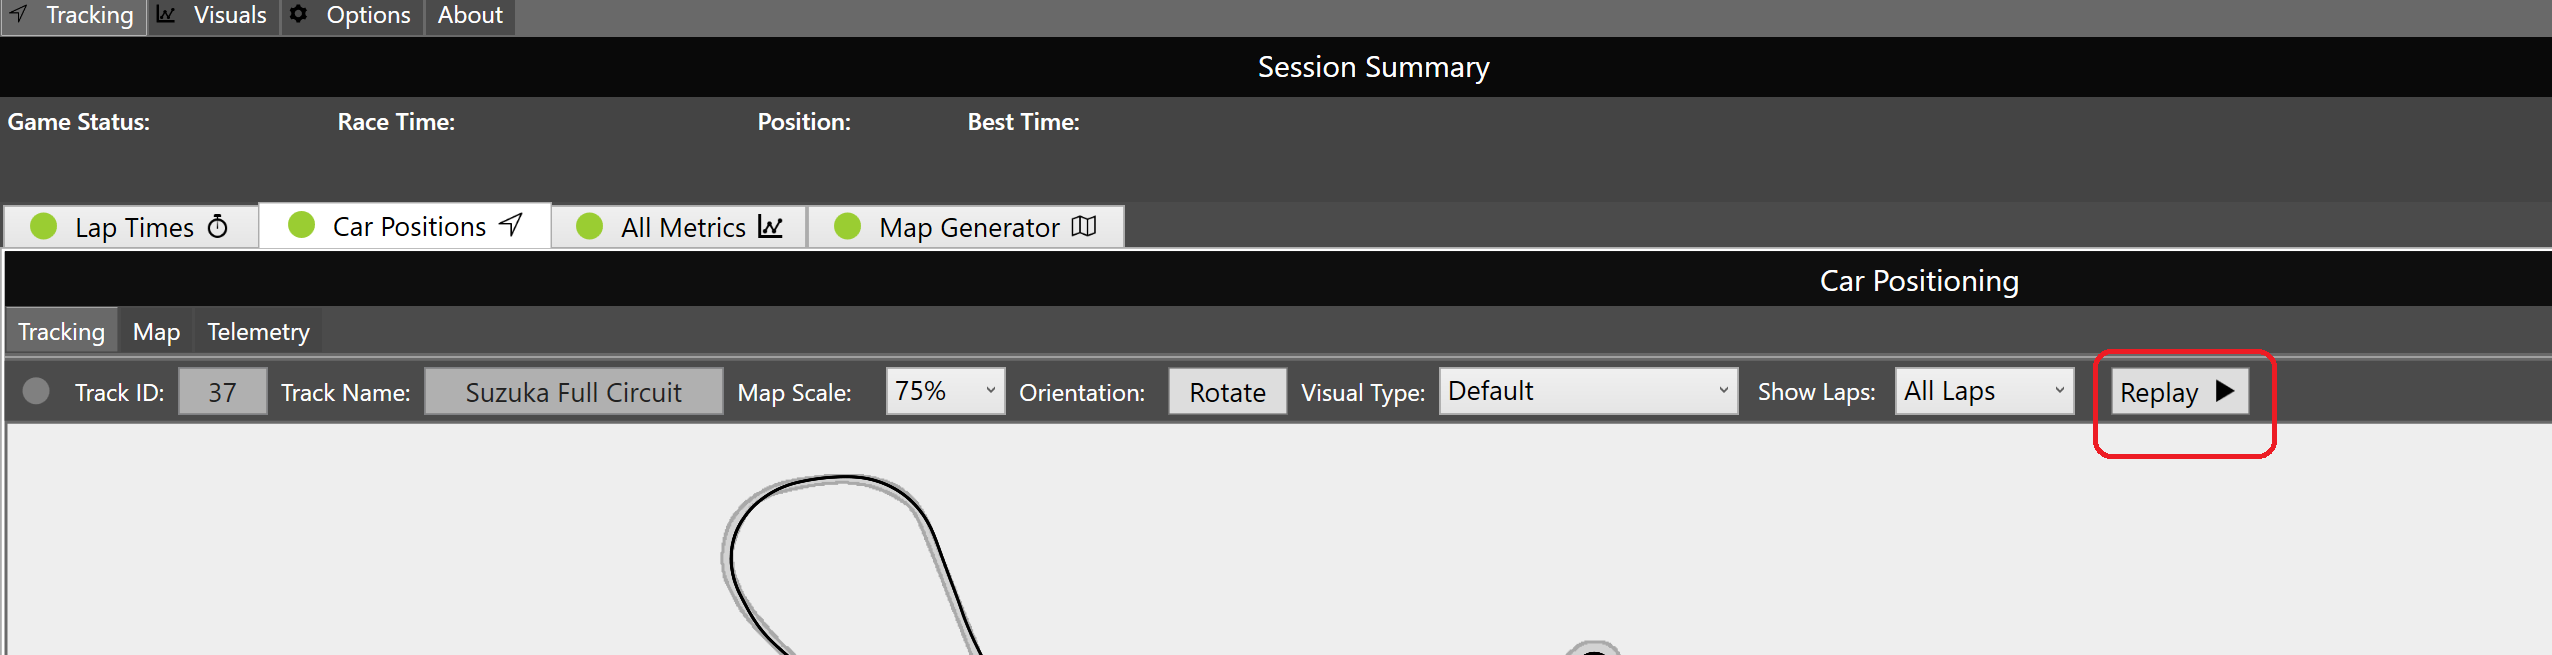 Tracking Visuals Options About
Session Summary
Game Status: Race Time: Position: Best Time:
Lap Times Car Positions All Metrics Map Generator
Car Positioning
Tracking Map Telemetry
Track ID: 37 Track Name: Suzuka Full Circuit Map Scale: 75% Orientation: Rotate Visual Type: Default Show Laps: All Laps Replay